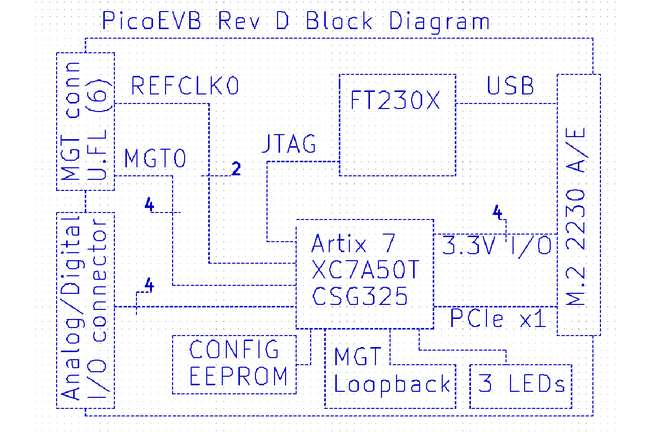 PicoEVB Rev D Block Diagram
MGT conn
U.FL (6)
REFCLK0
MGT0
2
4
4
Analog/Digital
I/O connector
JTAG
FT230X
USB
M.2 2230 A/E
4
3.3V I/O
Artix 7
XC7A50T
CSG325
PCIe x1
CONFIG
EEPROM
MGT
Loopback
3 LEDs